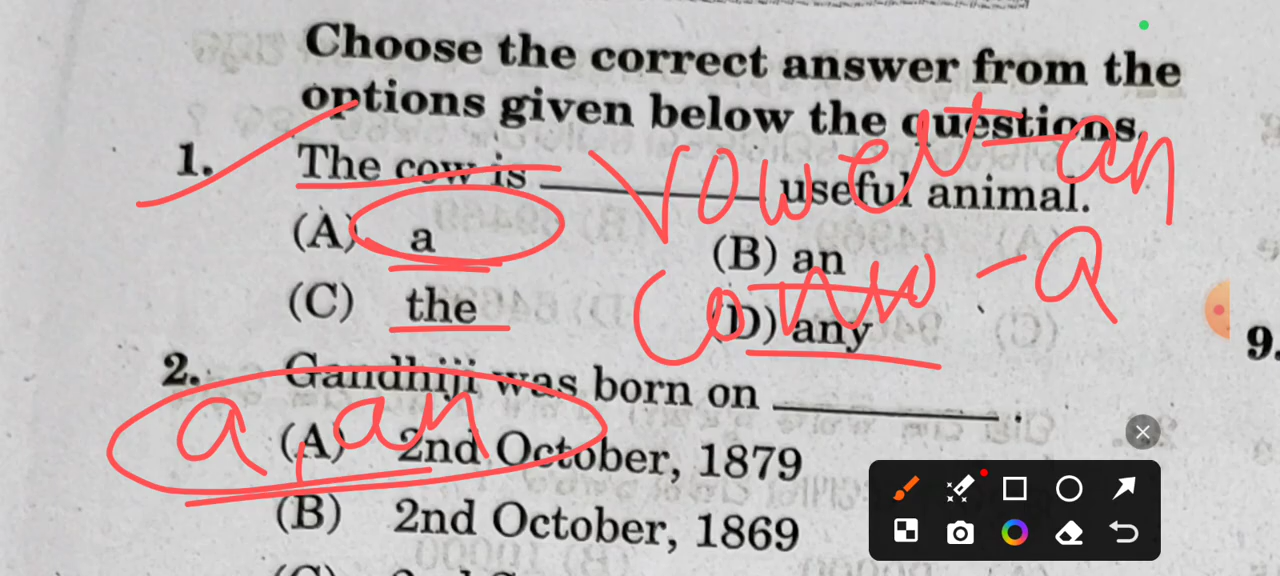 Choose the correct answer from the
options given below the questions.
1. The cow is ________ useful animal.
(A) a (B) an
(C) the (D) any
vowel-an
-a
2. Gandhiji was born on ________ .
a, an
(A) 2nd October, 1879
(B) 2nd October, 1869
9.